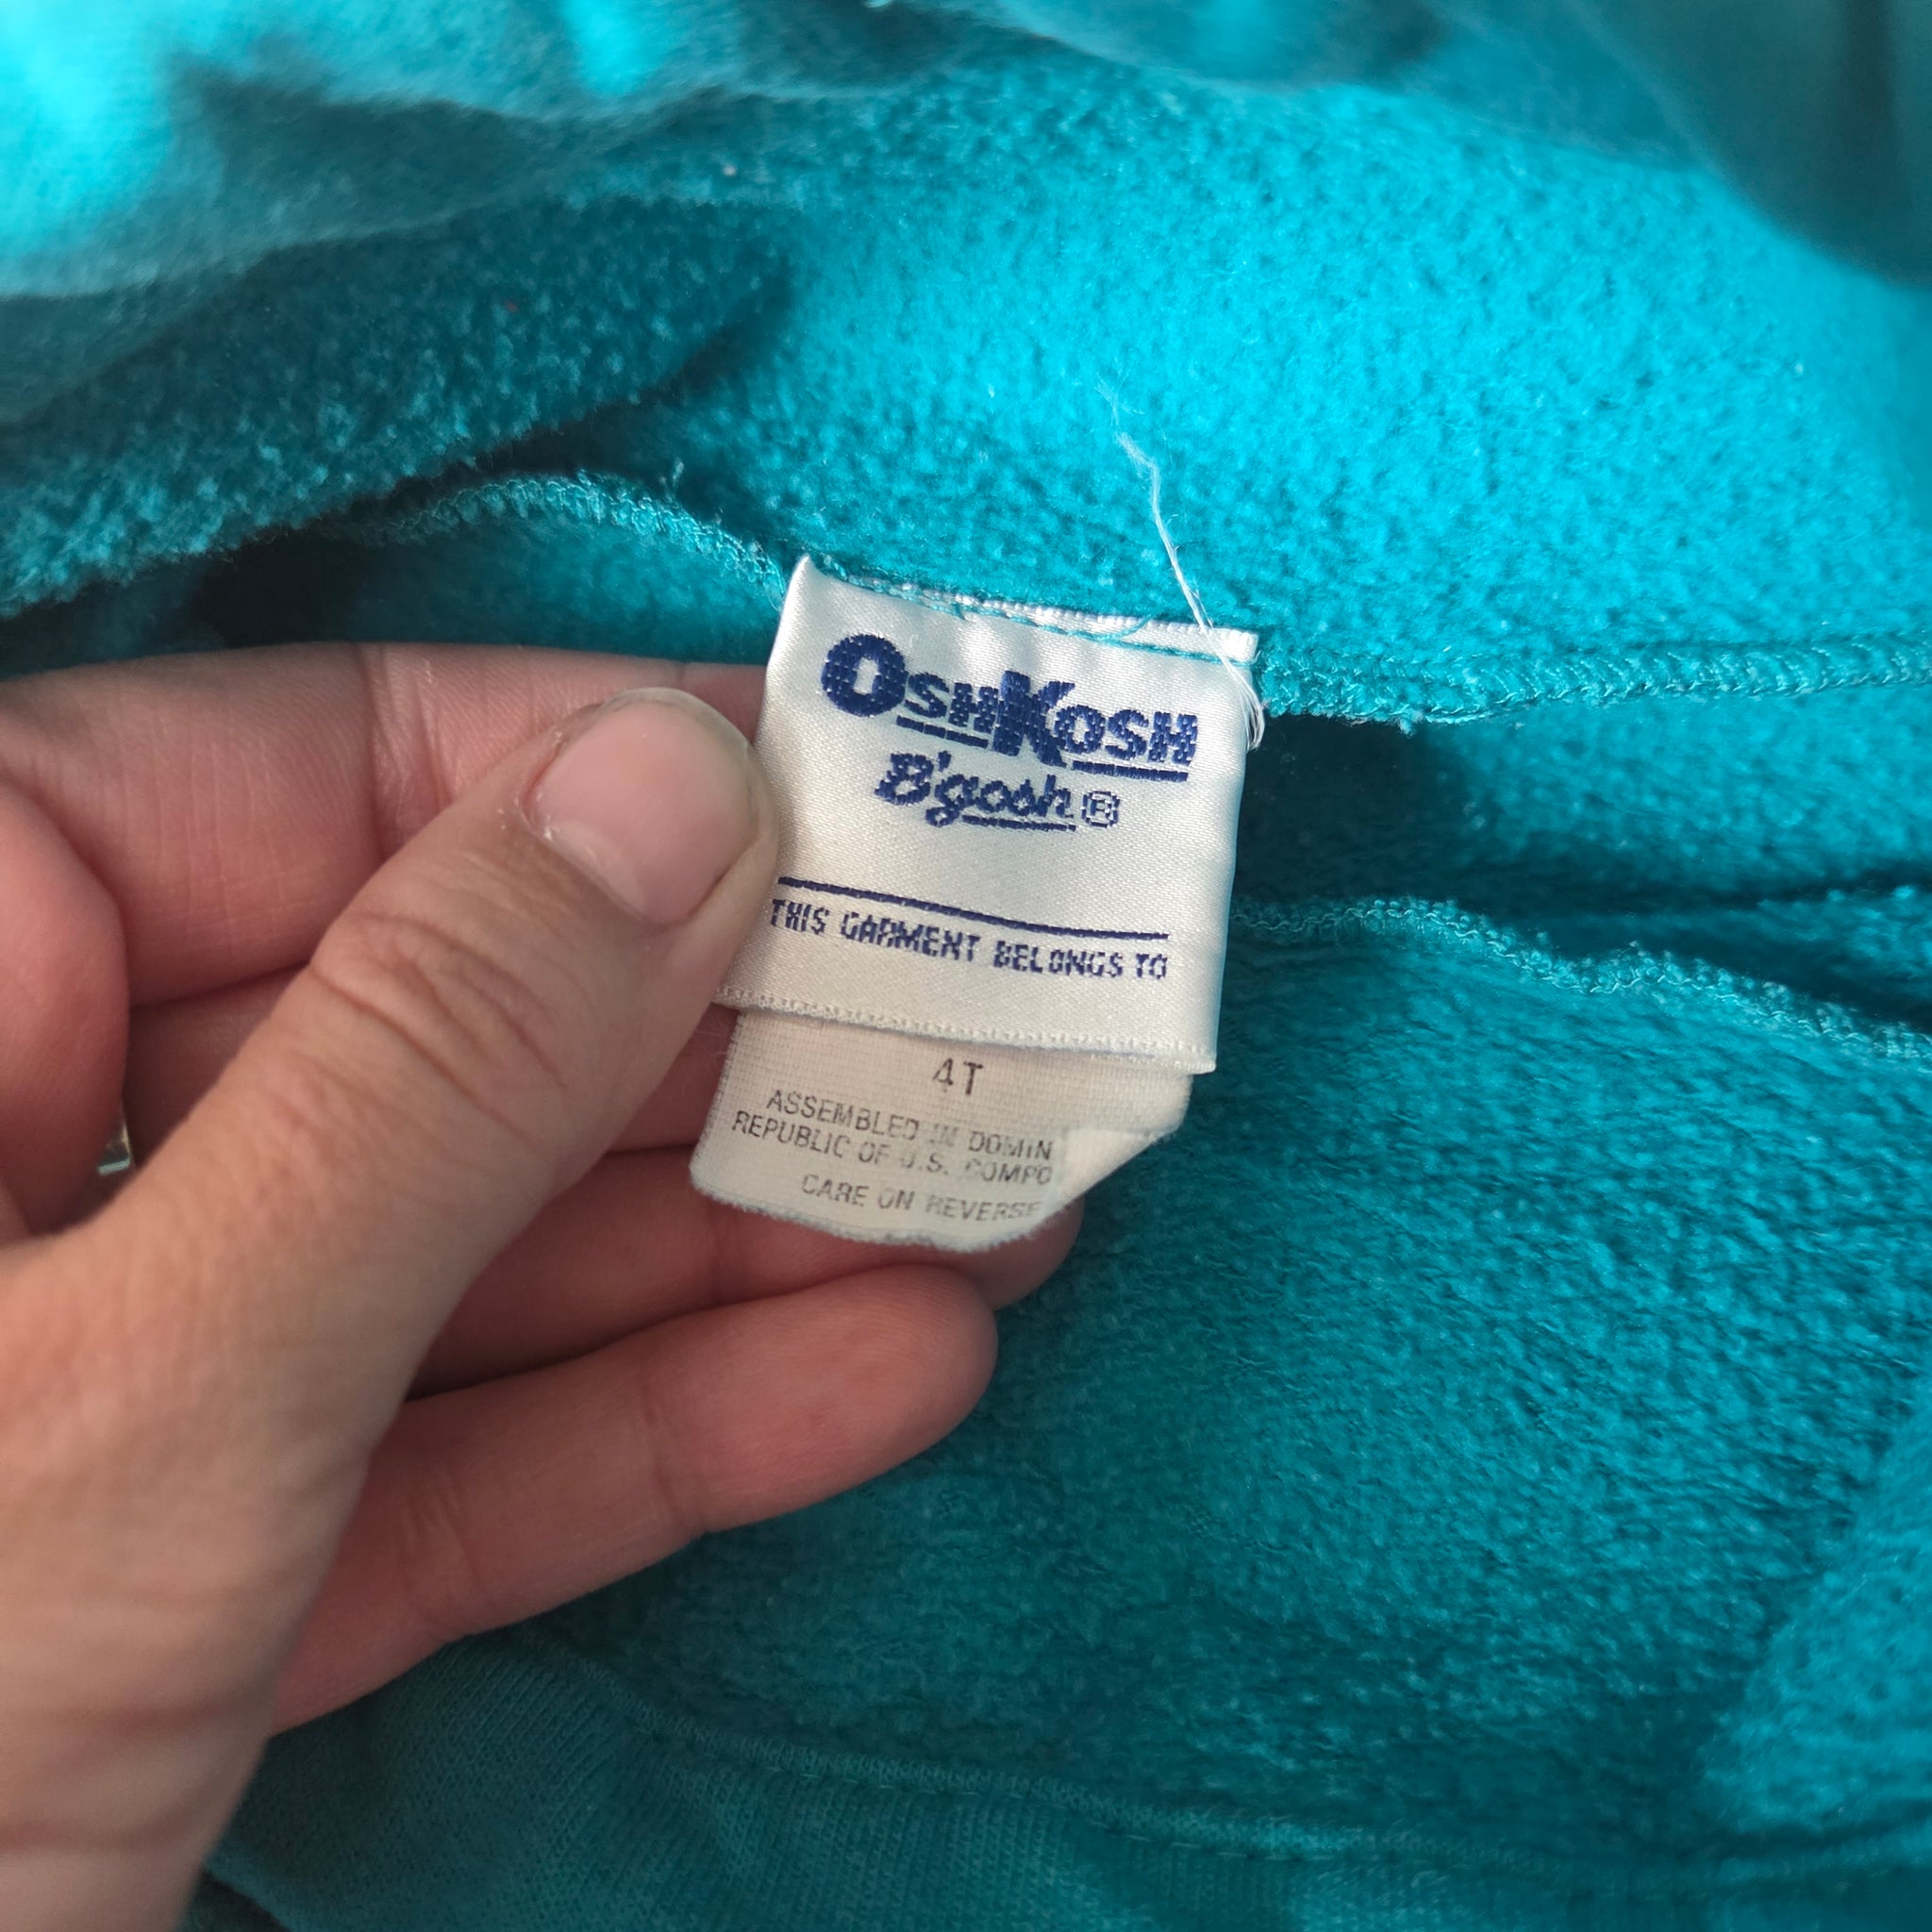 OSHKOSH
B'gosh ®
THIS GARMENT BELONGS TO
4T
ASSEMBLED IN DOMIN
REPUBLIC OF U.S. COMPO
CARE ON REVERSE